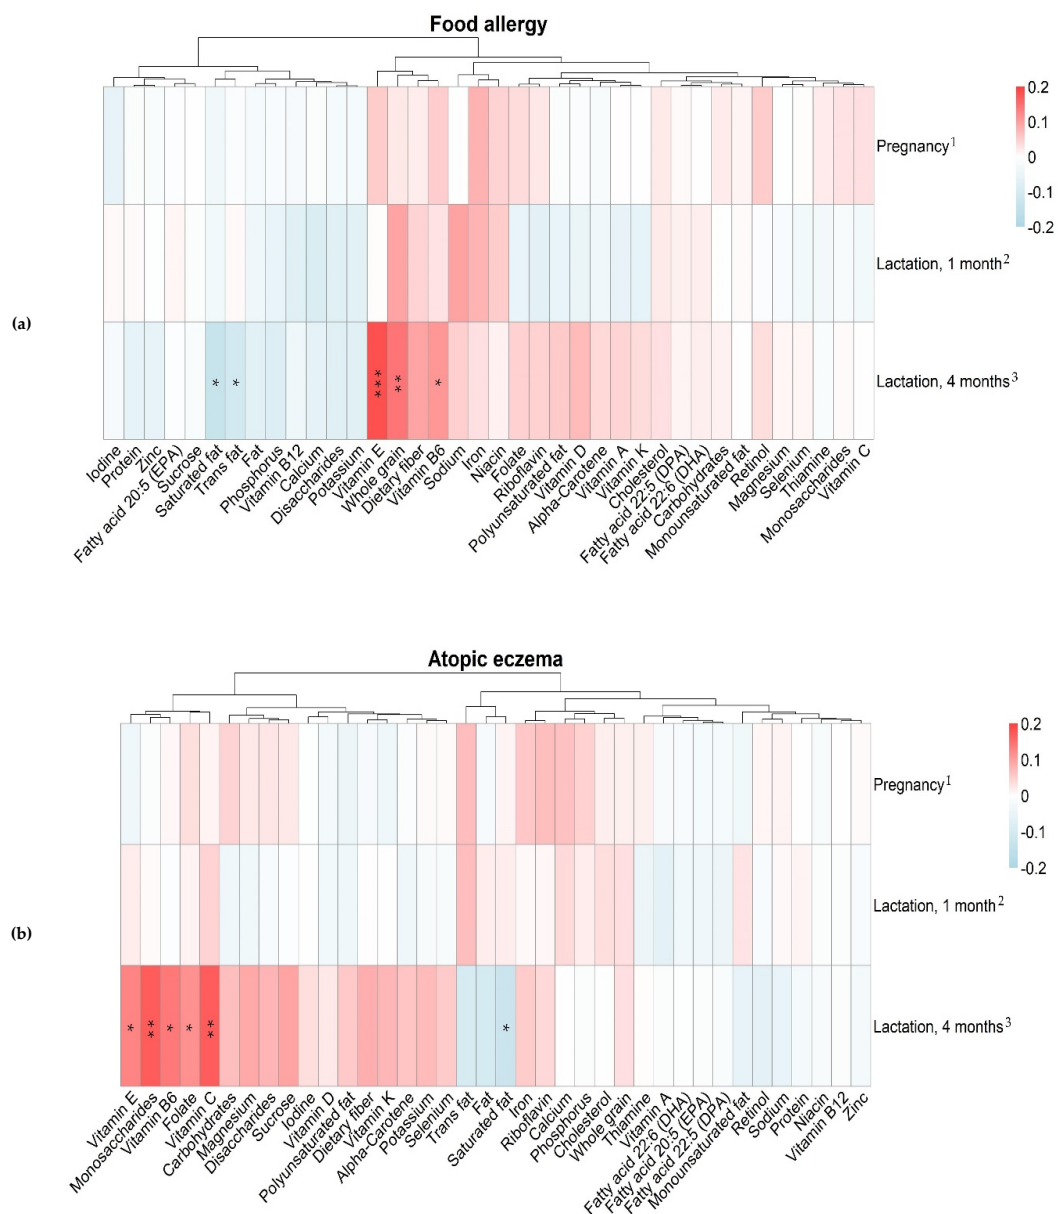 Food allergy
0.2
0.1
0
-0.1
-0.2
Pregnancy1
Lactation, 1 month2
(a)
Lactation, 4 months3
* * *** ** *
Iodine
Protein
Zinc
Fatty acid 20:5 (EPA)
Sucrose
Saturated fat
Trans fat
Fat
Phosphorus
Vitamin B12
Calcium
Disaccharides
Potassium
Vitamin E
Whole grain
Dietary fiber
Vitamin B6
Sodium
Iron
Niacin
Folate
Riboflavin
Polyunsaturated fat
Vitamin D
Alpha-Carotene
Vitamin A
Vitamin K
Cholesterol
Fatty acid 22:5 (DPA)
Fatty acid 22:6 (DHA)
Carbohydrates
Monounsaturated fat
Retinol
Magnesium
Selenium
Thiamine
Monosaccharides
Vitamin C
Atopic eczema
0.2
0.1
0
-0.1
-0.2
Pregnancy1
Lactation, 1 month2
(b)
Lactation, 4 months3
* ** * * ** *
Vitamin E
Monosaccharides
Vitamin B6
Folate
Vitamin C
Carbohydrates
Magnesium
Disaccharides
Sucrose
Iodine
Vitamin D
Polyunsaturated fat
Dietary fiber
Vitamin K
Alpha-Carotene
Potassium
Selenium
Trans fat
Fat
Saturated fat
Iron
Riboflavin
Calcium
Phosphorus
Cholesterol
Whole grain
Thiamine
Vitamin A
Fatty acid 22:6 (DHA)
Fatty acid 20:5 (EPA)
Fatty acid 22:5 (DPA)
Monounsaturated fat
Retinol
Sodium
Protein
Niacin
Vitamin B12
Zinc